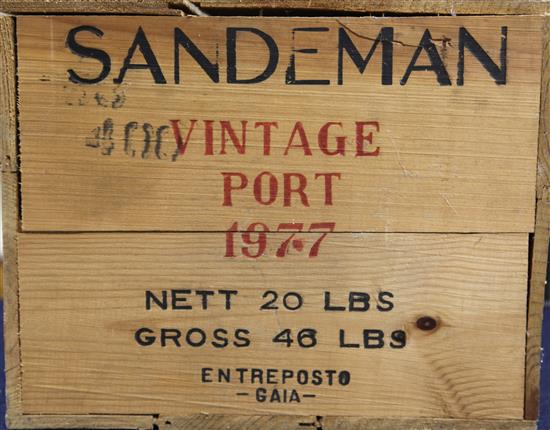 SANDEMAN
VINTAGE
PORT
1977
NETT 20 LBS
GROSS 46 LBS
ENTREPOSTO
-GAIA-